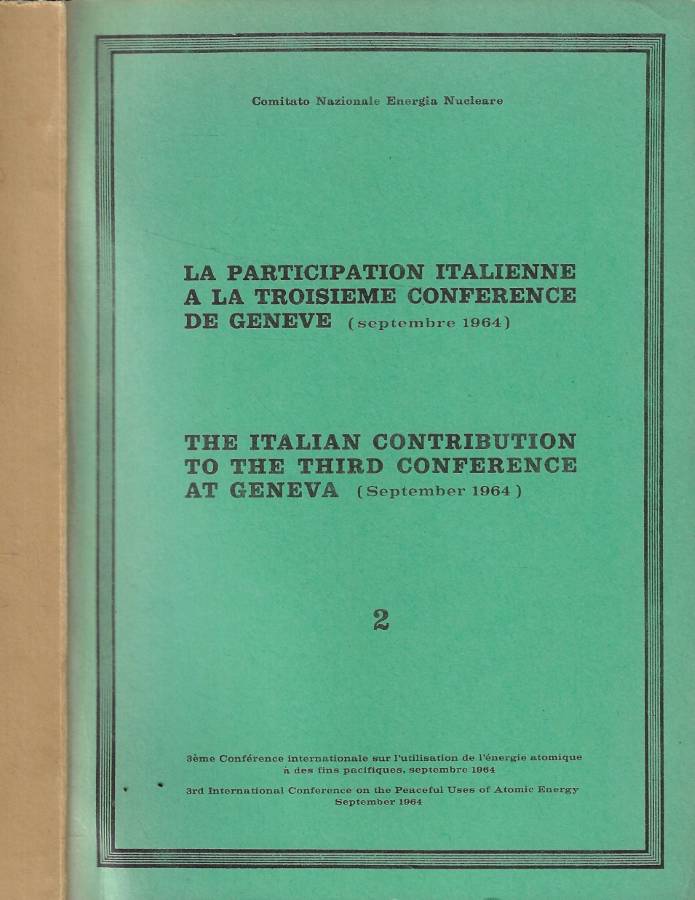 Comitato Nazionale Energia Nucleare
LA PARTICIPATION ITALIENNE
A LA TROISIEME CONFERENCE
DE GENEVE (septembre 1964)
THE ITALIAN CONTRIBUTION
TO THE THIRD CONFERENCE
AT GENEVA (September 1964)
2
3ème Conférence internationale sur l'utilisation de l'énergie atomique
à des fins pacifiques, septembre 1964
3rd International Conference on the Peaceful Uses of Atomic Energy
September 1964